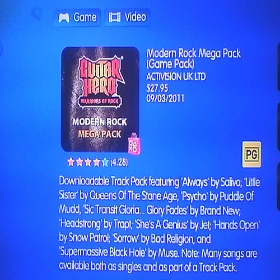 Game Video
Modern Rock Mega Pack
(Game Pack)
ACTIVISION UK LTD
$27.95
09/03/2011
GUITAR
HERO
WARRIORS OF ROCK
MODERN ROCK
MEGA PACK
(4.28)
PG
Downloadable Track Pack featuring 'Always' by Saliva, 'Little
Sister' by Queens Of The Stone Age, 'Psycho' by Puddle Of
Mudd, 'Sic Transit Gloria... Glory Fades' by Brand New,
'Headstrong' by Trapt; 'She's Genius' by Jet; 'Hands Open'
by Snow Patrol; 'Sorrow' by Bad Religion, and
'Supermassive Black Hole' by Muse. Note: Many songs are
available both as singles and as part of a Track Pack.